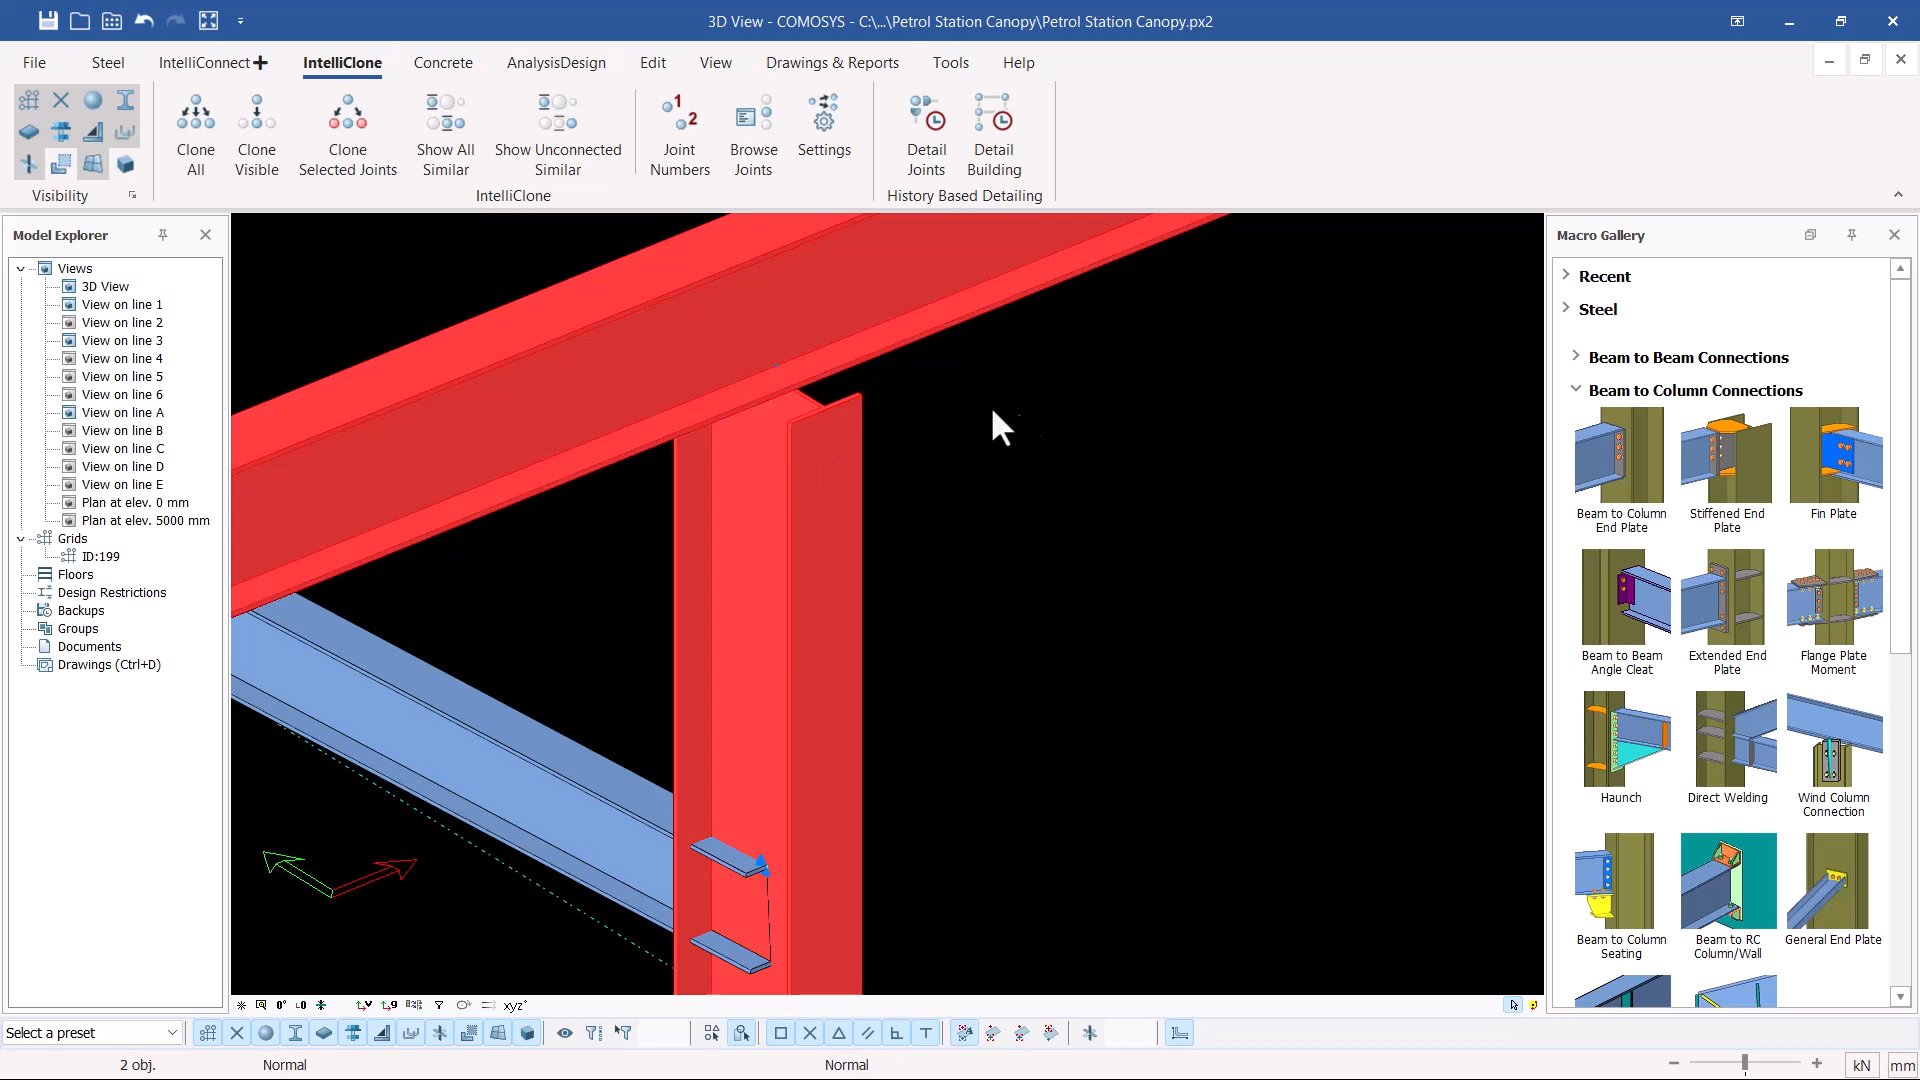 3D View - COMOSYS - C:\...\Petrol Station Canopy\Petrol Station Canopy.px2
File
Steel
IntelliConnect
IntelliClone
Concrete
AnalysisDesign
Edit
View
Drawings & Reports
Tools
Help
Clone All
Clone Visible
Clone Selected Joints
Show All Similar
Show Unconnected Similar
1 2
Joint Numbers
Browse Joints
Settings
Detail Joints
Detail Building
Visibility
IntelliClone
History Based Detailing
Model Explorer
Views
3D View
View on line 1
View on line 2
View on line 3
View on line 4
View on line 5
View on line 6
View on line A
View on line B
View on line C
View on line D
View on line E
Plan at elev. 0 mm
Plan at elev. 5000 mm
Grids
ID:199
Floors
Design Restrictions
Backups
Groups
Documents
Drawings (Ctrl+D)
Macro Gallery
Recent
Steel
Beam to Beam Connections
Beam to Column Connections
Beam to Column End Plate
Stiffened End Plate
Fin Plate
Beam to Beam Angle Cleat
Extended End Plate
Flange Plate Moment
Haunch
Direct Welding
Wind Column Connection
Beam to Column Seating
Beam to RC Column/Wall
General End Plate
xyz
Select a preset
2 obj.
Normal
Normal
kN
mm